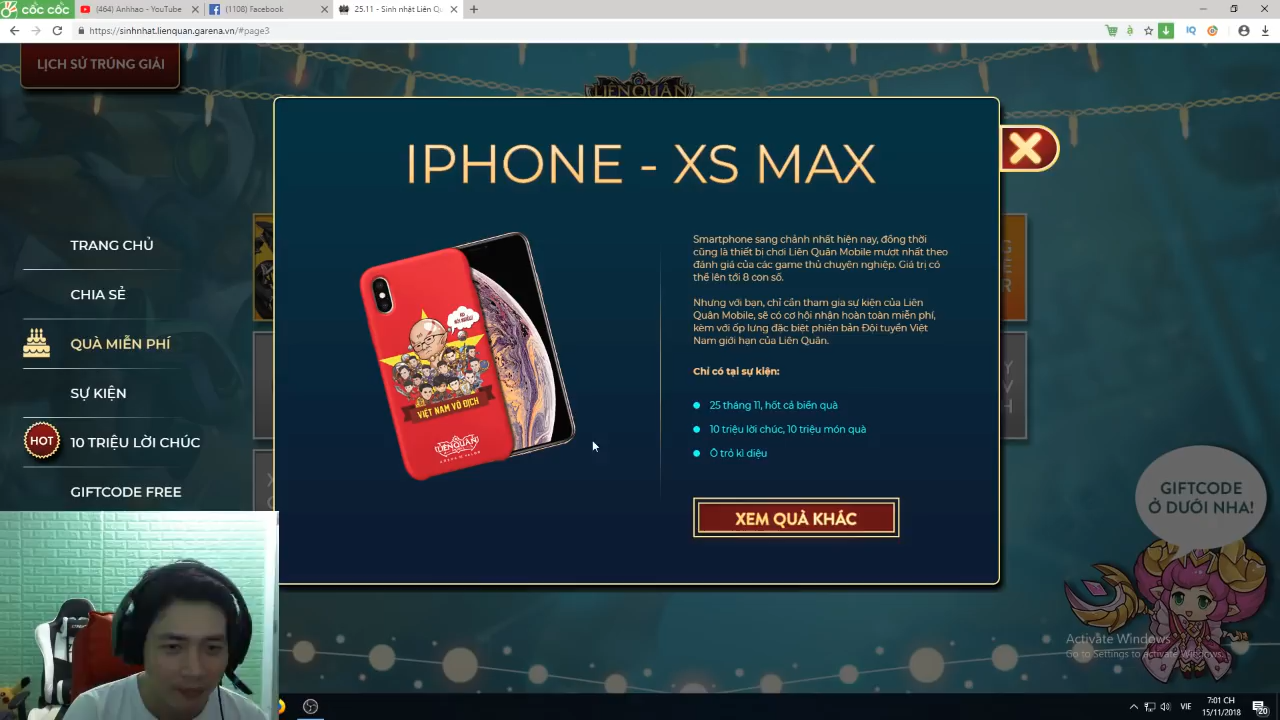 CỐC CỐC
(464) Anhhao - YouTube
(1108) Facebook
25.11 - Sinh nhật Liên Qu
https://sinhnhat.lienquan.garena.vn/#page3
LỊCH SỬ TRÚNG GIẢI
LIÊN QUÂN
IPHONE - XS MAX
Smartphone sang chảnh nhất hiện nay, đồng thời
cũng là thiết bị chơi Liên Quân Mobile mượt nhất theo
đánh giá của các game thủ chuyên nghiệp. Giá trị có
thể lên tới 8 con số.
Nhưng với bạn, chỉ cần tham gia sự kiện của Liên
Quân Mobile, sẽ có cơ hội nhận hoàn toàn miễn phí,
kèm với ốp lưng đặc biệt phiên bản Đội tuyển Việt
Nam giới hạn của Liên Quân.
Chỉ có tại sự kiện:
25 tháng 11, hốt cả biển quà
10 triệu lời chúc, 10 triệu món quà
Ô trò kì diệu
XEM QUÀ KHÁC
VIỆT NAM VÔ ĐỊCH
LIÊNQUÂN
TRANG CHỦ
CHIA SẺ
QUÀ MIỄN PHÍ
SỰ KIỆN
HOT
10 TRIỆU LỜI CHÚC
GIFTCODE FREE
GIFTCODE
Ở DƯỚI NHA!
Activate Windows
Go to Settings to activate Windows.
VIE
7:01 CH
15/11/2018
20